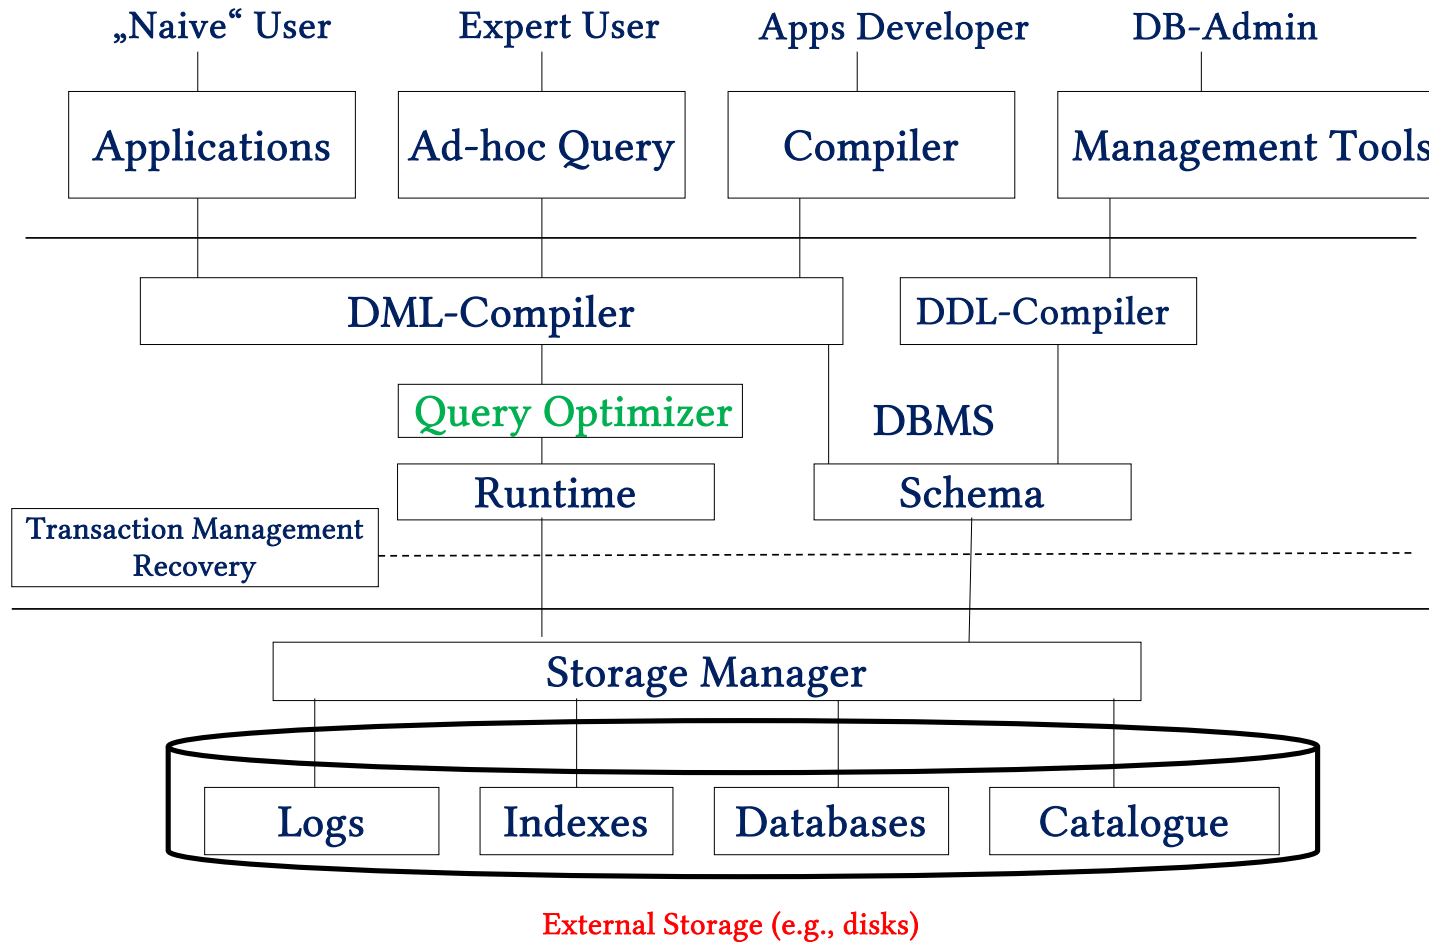 „Naive“ User
Expert User
Apps Developer
DB-Admin
Applications
Ad-hoc Query
Compiler
Management Tools
DML-Compiler
DDL-Compiler
Query Optimizer
DBMS
Runtime
Schema
Transaction Management
Recovery
Storage Manager
Logs
Indexes
Databases
Catalogue
External Storage (e.g., disks)